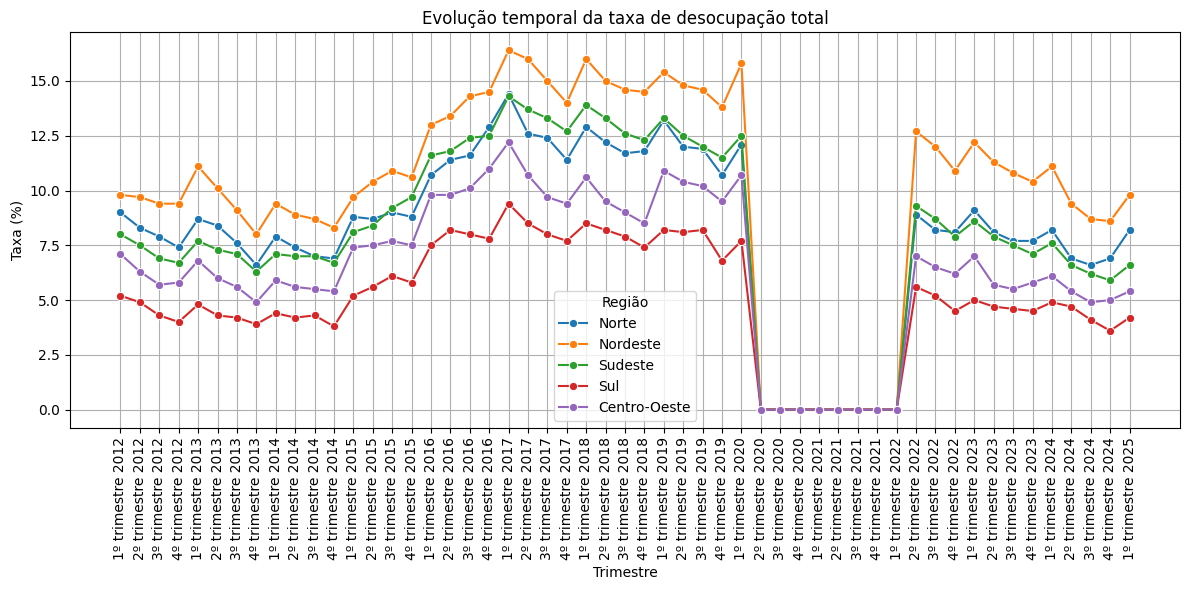 Evolução temporal da taxa de desocupação total
Taxa (%)
15.0
12.5
10.0
7.5
5.0
2.5
0.0
Região
Norte
Nordeste
Sudeste
Sul
Centro-Oeste
1º trimestre 2012
2º trimestre 2012
3º trimestre 2012
4º trimestre 2012
1º trimestre 2013
2º trimestre 2013
3º trimestre 2013
4º trimestre 2013
1º trimestre 2014
2º trimestre 2014
3º trimestre 2014
4º trimestre 2014
1º trimestre 2015
2º trimestre 2015
3º trimestre 2015
4º trimestre 2015
1º trimestre 2016
2º trimestre 2016
3º trimestre 2016
4º trimestre 2016
1º trimestre 2017
2º trimestre 2017
3º trimestre 2017
4º trimestre 2017
1º trimestre 2018
2º trimestre 2018
3º trimestre 2018
4º trimestre 2018
1º trimestre 2019
2º trimestre 2019
3º trimestre 2019
4º trimestre 2019
1º trimestre 2020
2º trimestre 2020
3º trimestre 2020
4º trimestre 2020
1º trimestre 2021
2º trimestre 2021
3º trimestre 2021
4º trimestre 2021
1º trimestre 2022
2º trimestre 2022
3º trimestre 2022
4º trimestre 2022
1º trimestre 2023
2º trimestre 2023
3º trimestre 2023
4º trimestre 2023
1º trimestre 2024
2º trimestre 2024
3º trimestre 2024
4º trimestre 2024
1º trimestre 2025
Trimestre